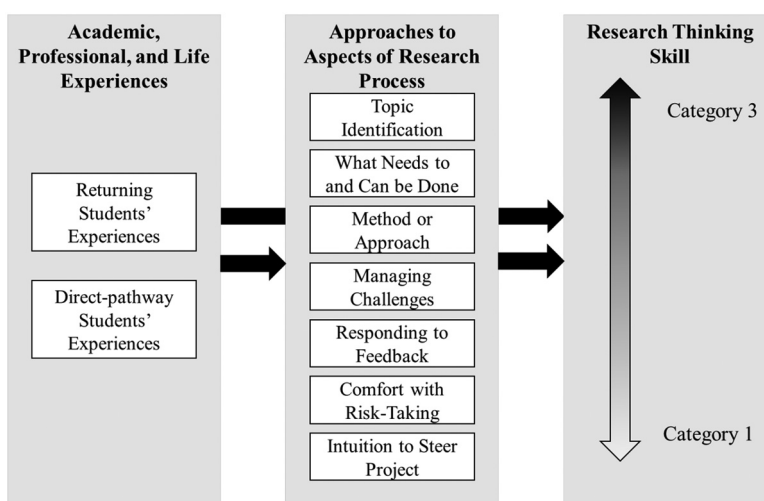 Academic,
Professional, and Life
Experiences
Returning
Students’
Experiences
Direct-pathway
Students’
Experiences
Approaches to
Aspects of Research
Process
Topic
Identification
What Needs to
and Can be Done
Method or
Approach
Managing
Challenges
Responding to
Feedback
Comfort with
Risk-Taking
Intuition to Steer
Project
Research Thinking
Skill
Category 3
Category 1